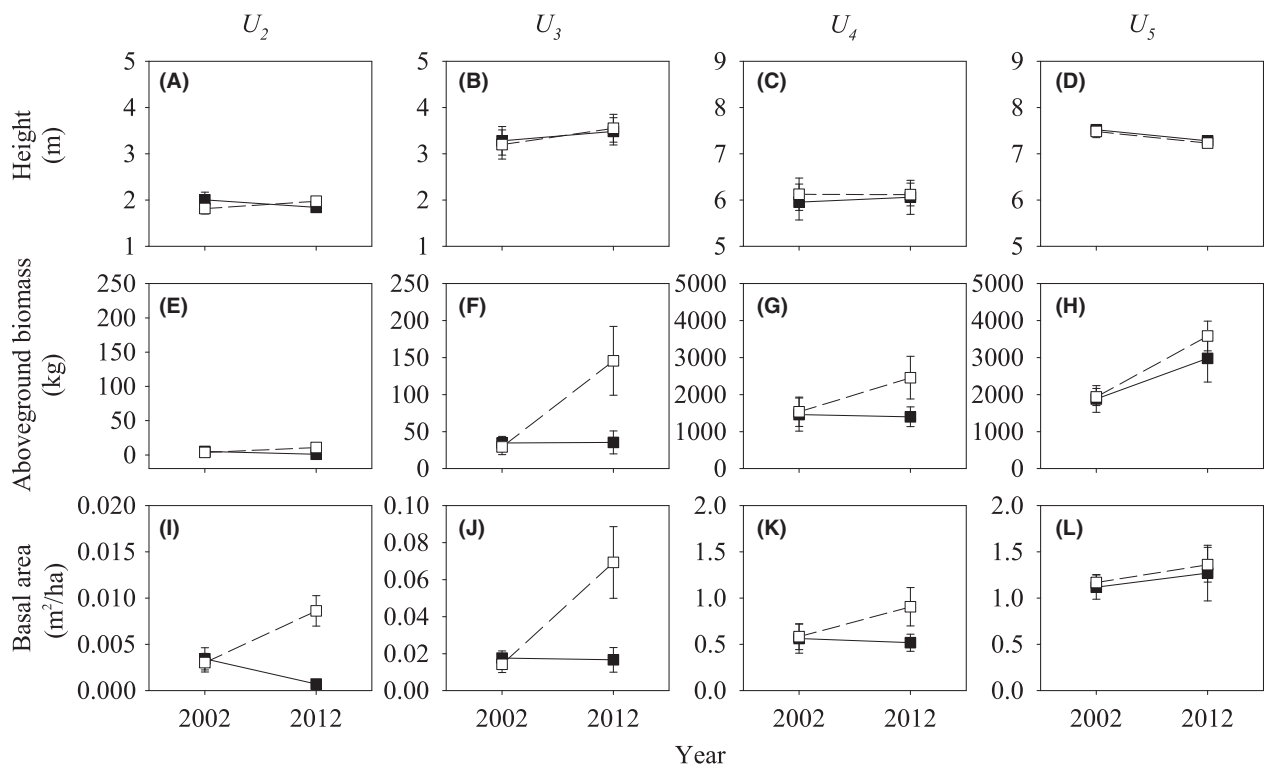 U2 U3 U4 U5
(A) (B) (C) (D)
5 5 9 9
4 4 8 8
3 3 7 7
2 2 6 6
1 1 5 5
Height
(m)
(E) (F) (G) (H)
250 250 5000 5000
200 200 4000 4000
150 150 3000 3000
100 100 2000 2000
50 50 1000 1000
0 0 0 0
Aboveground biomass
(kg)
(I) (J) (K) (L)
0.020 0.10 2.0 2.0
0.015 0.08 1.5 1.5
0.010 0.06 1.0 1.0
0.005 0.04 0.5 0.5
0.000 0.02 0.0 0.0
0.00
Basal area
(m²/ha)
2002 2012 2002 2012 2002 2012 2002 2012
Year